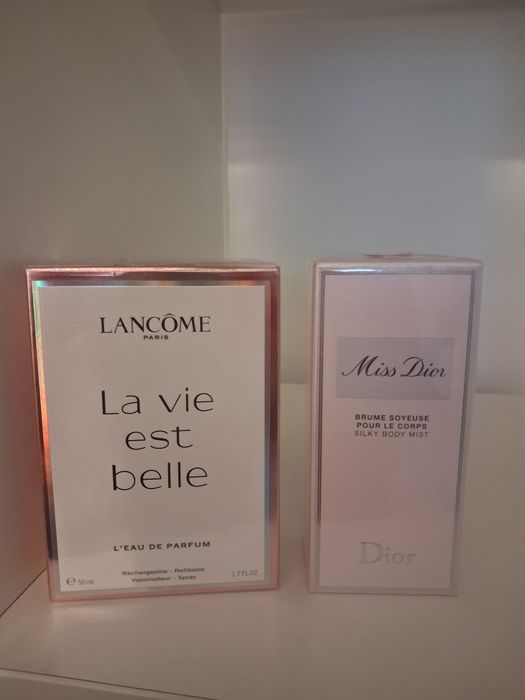 LANCÔME
PARIS
La vie
est
belle
L'EAU DE PARFUM
Rechargeable - Refillable
Vaporisateur - Spray
℮ 50 ml
1.7 FL.OZ.
Miss Dior
BRUME SOYEUSE
POUR LE CORPS
SILKY BODY MIST
Dior